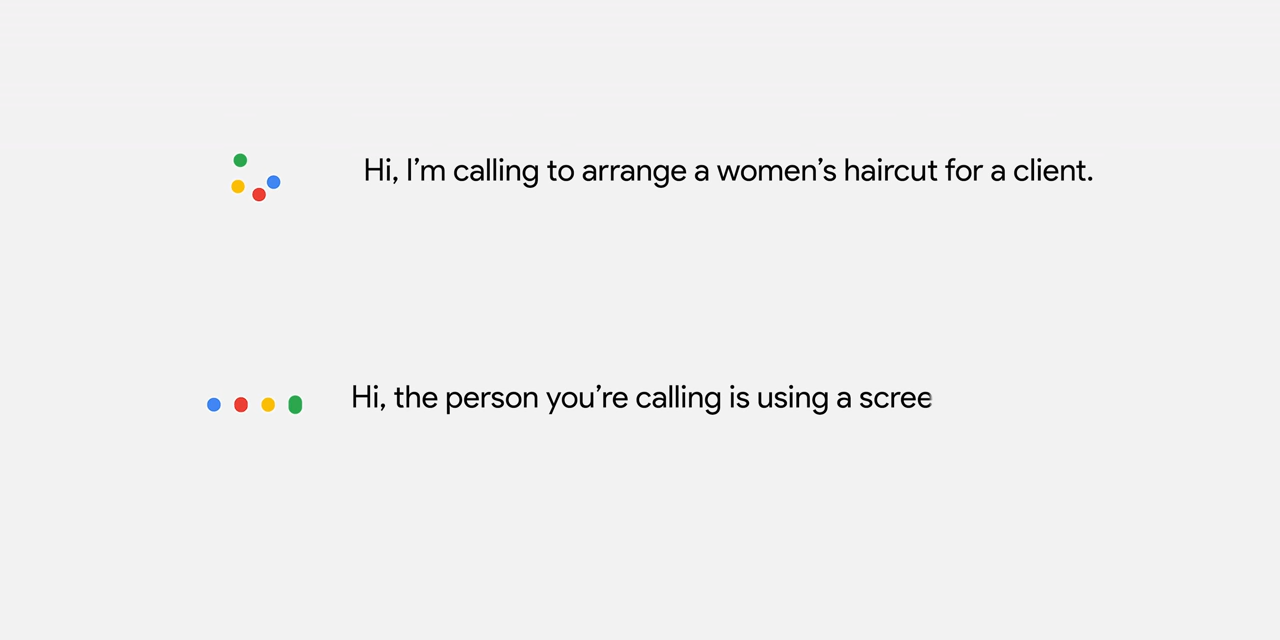 Hi, I’m calling to arrange a women’s haircut for a client.
Hi, the person you’re calling is using a scree